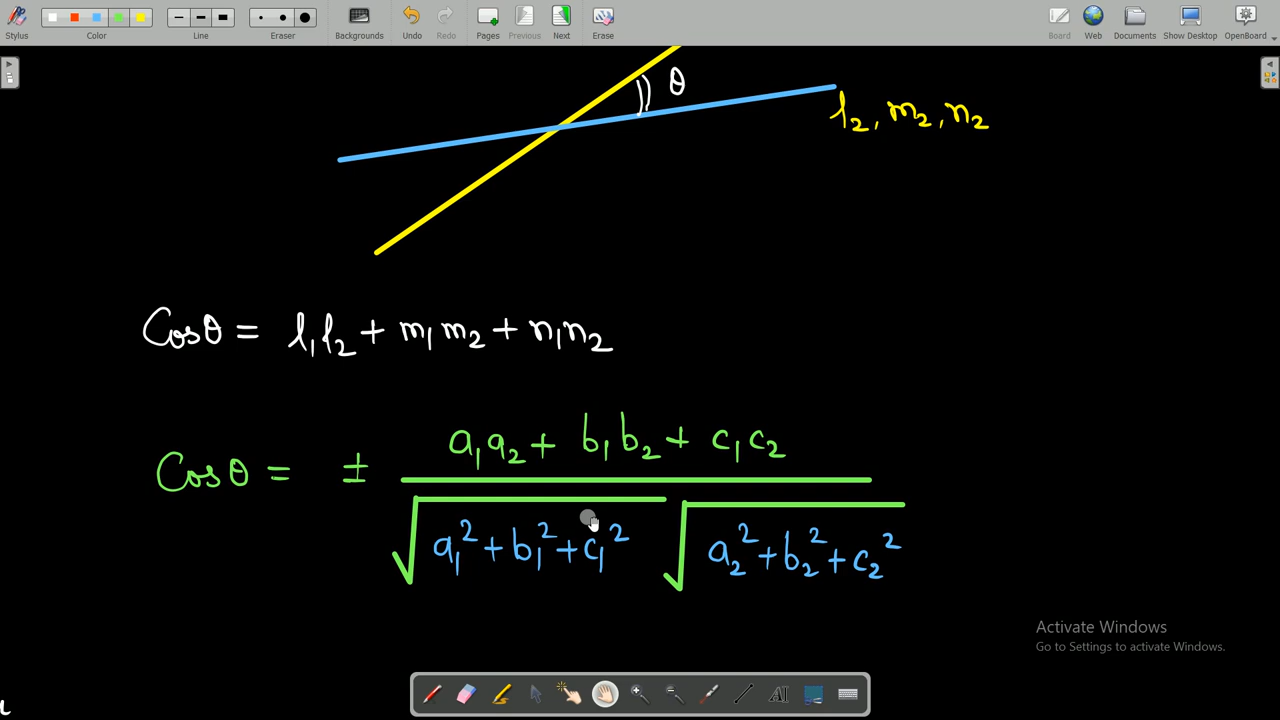 Stylus Color Line Eraser Backgrounds Undo Redo Pages Previous Next Erase Board Web Documents Show Desktop OpenBoard
θ
l₂, m₂, n₂
Cosθ = l₁l₂ + m₁m₂ + n₁n₂
a₁a₂ + b₁b₂ + c₁c₂
Cosθ = ±
√a₁² + b₁² + c₁² √a₂² + b₂² + c₂²
Activate Windows
Go to Settings to activate Windows.